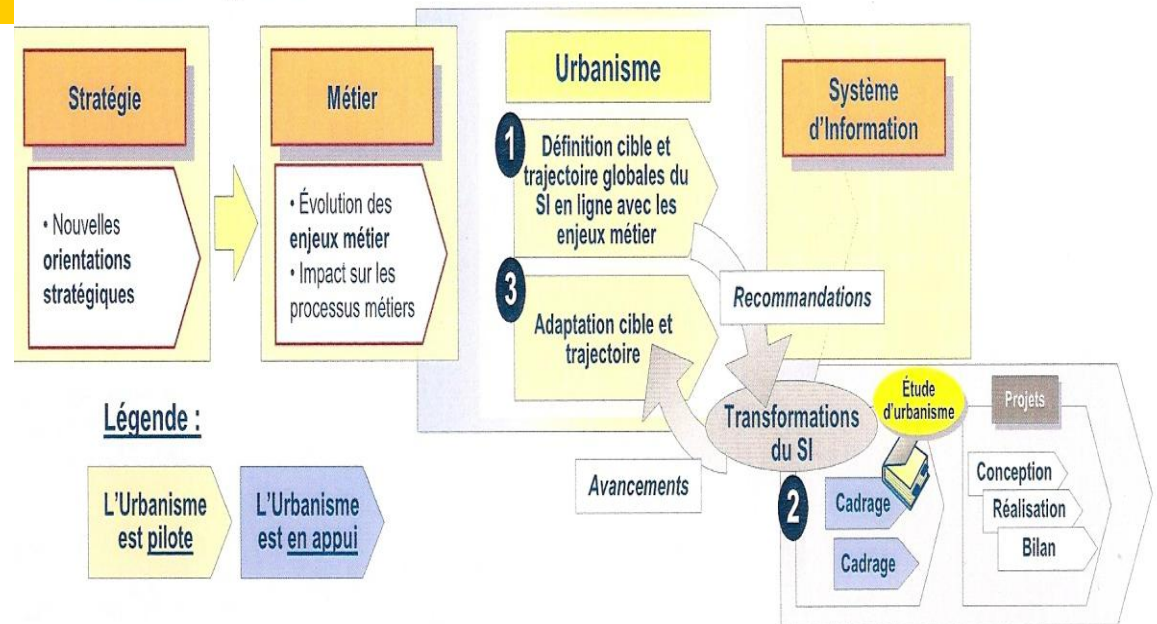 Stratégie
• Nouvelles
orientations
stratégiques
Métier
• Évolution des
enjeux métier
• Impact sur les
processus métiers
Urbanisme
1
Définition cible et
trajectoire globales du
SI en ligne avec les
enjeux métier
3
Adaptation cible et
trajectoire
Système
d'Information
Recommandations
Transformations
du SI
Avancements
2
Étude
d'urbanisme
Cadrage
Cadrage
Projets
Conception
Réalisation
Bilan
Légende :
L'Urbanisme
est pilote
L'Urbanisme
est en appui